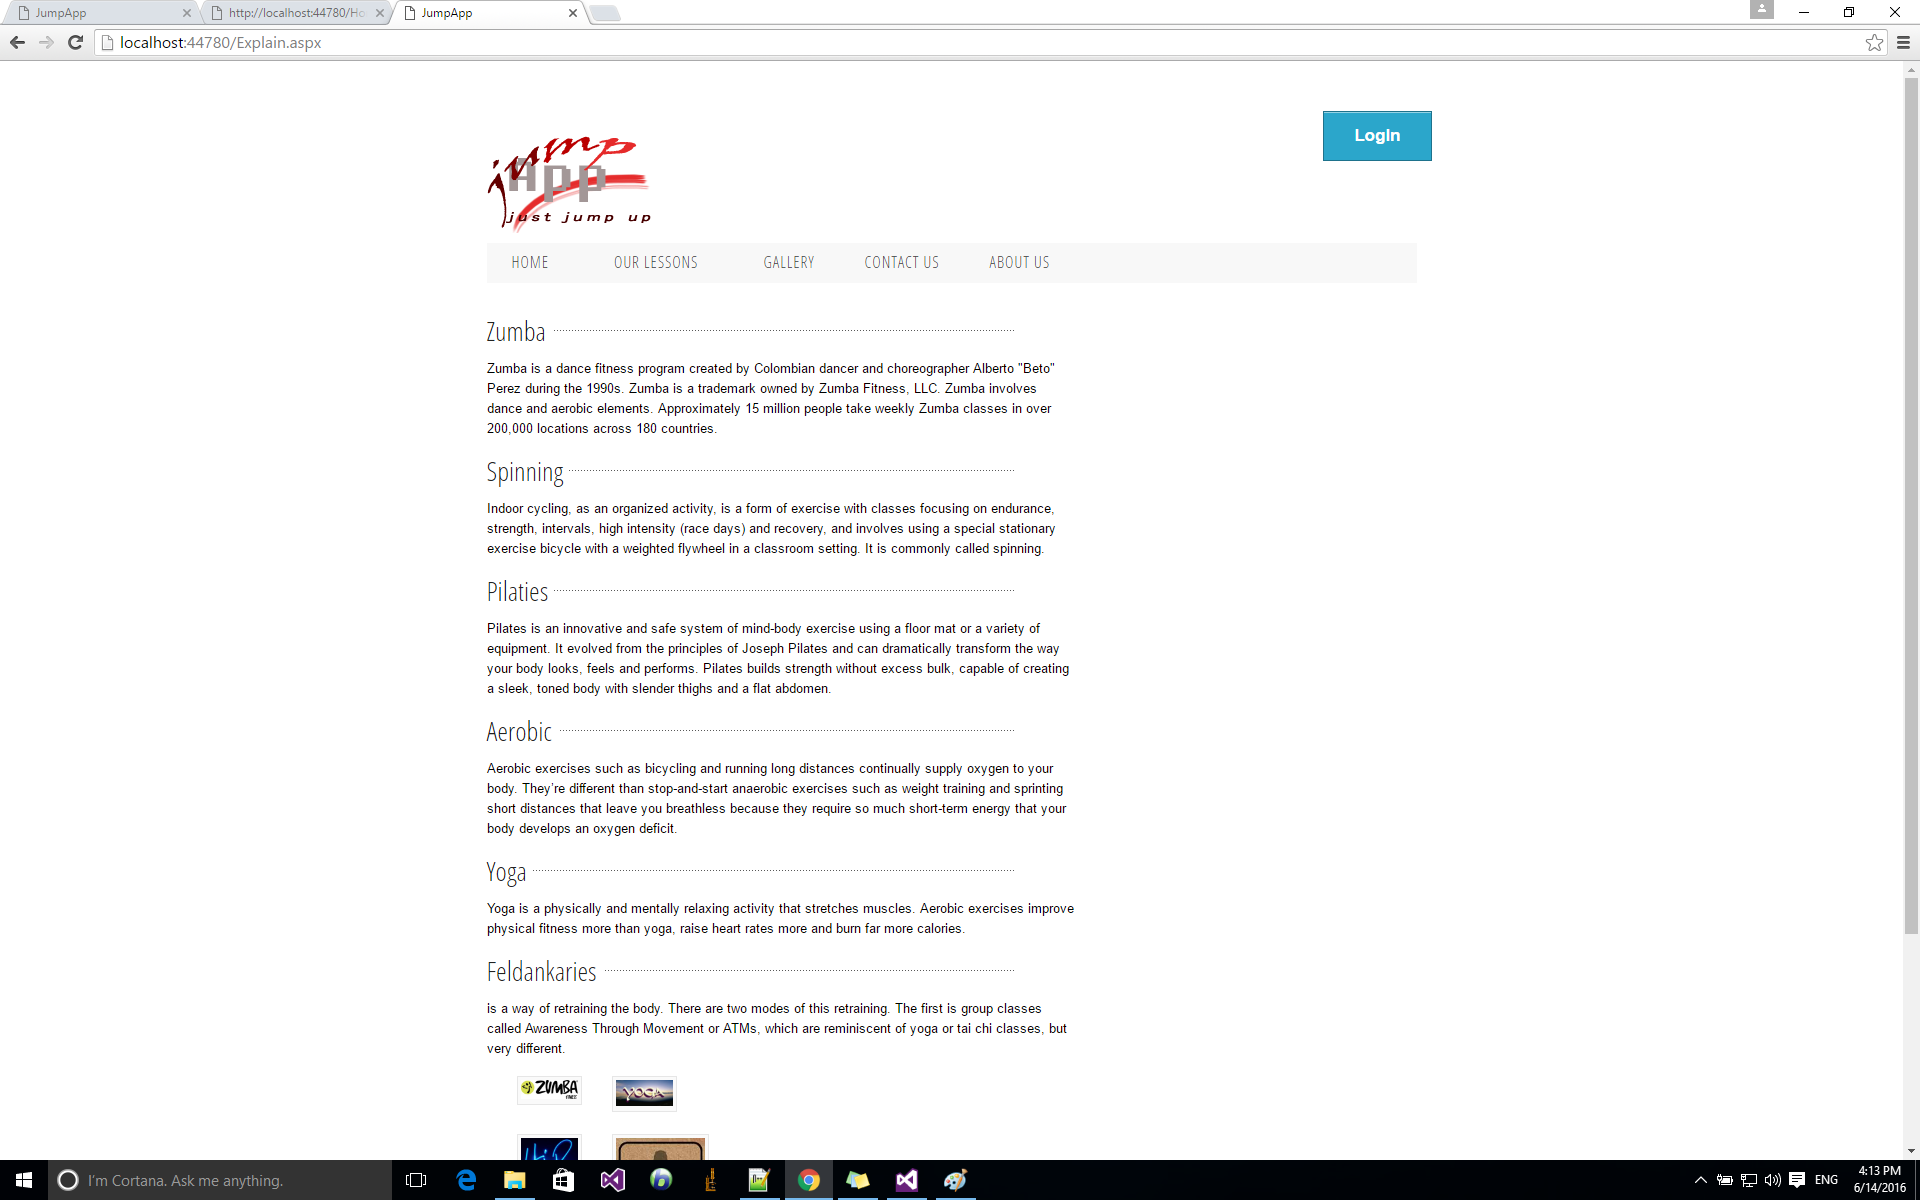 JumpApp
http://localhost:44780/Ho
JumpApp
localhost:44780/Explain.aspx
jump
App
just jump up
LogIn
HOME OUR LESSONS GALLERY CONTACT US ABOUT US
Zumba
Zumba is a dance fitness program created by Colombian dancer and choreographer Alberto "Beto"
Perez during the 1990s. Zumba is a trademark owned by Zumba Fitness, LLC. Zumba involves
dance and aerobic elements. Approximately 15 million people take weekly Zumba classes in over
200,000 locations across 180 countries.
Spinning
Indoor cycling, as an organized activity, is a form of exercise with classes focusing on endurance,
strength, intervals, high intensity (race days) and recovery, and involves using a special stationary
exercise bicycle with a weighted flywheel in a classroom setting. It is commonly called spinning.
Pilaties
Pilates is an innovative and safe system of mind-body exercise using a floor mat or a variety of
equipment. It evolved from the principles of Joseph Pilates and can dramatically transform the way
your body looks, feels and performs. Pilates builds strength without excess bulk, capable of creating
a sleek, toned body with slender thighs and a flat abdomen.
Aerobic
Aerobic exercises such as bicycling and running long distances continually supply oxygen to your
body. They're different than stop-and-start anaerobic exercises such as weight training and sprinting
short distances that leave you breathless because they require so much short-term energy that your
body develops an oxygen deficit.
Yoga
Yoga is a physically and mentally relaxing activity that stretches muscles. Aerobic exercises improve
physical fitness more than yoga, raise heart rates more and burn far more calories.
Feldankaries
is a way of retraining the body. There are two modes of this retraining. The first is group classes
called Awareness Through Movement or ATMs, which are reminiscent of yoga or tai chi classes, but
very different.
ZUMBA
YOGA
I'm Cortana. Ask me anything.
ENG
4:13 PM
6/14/2016